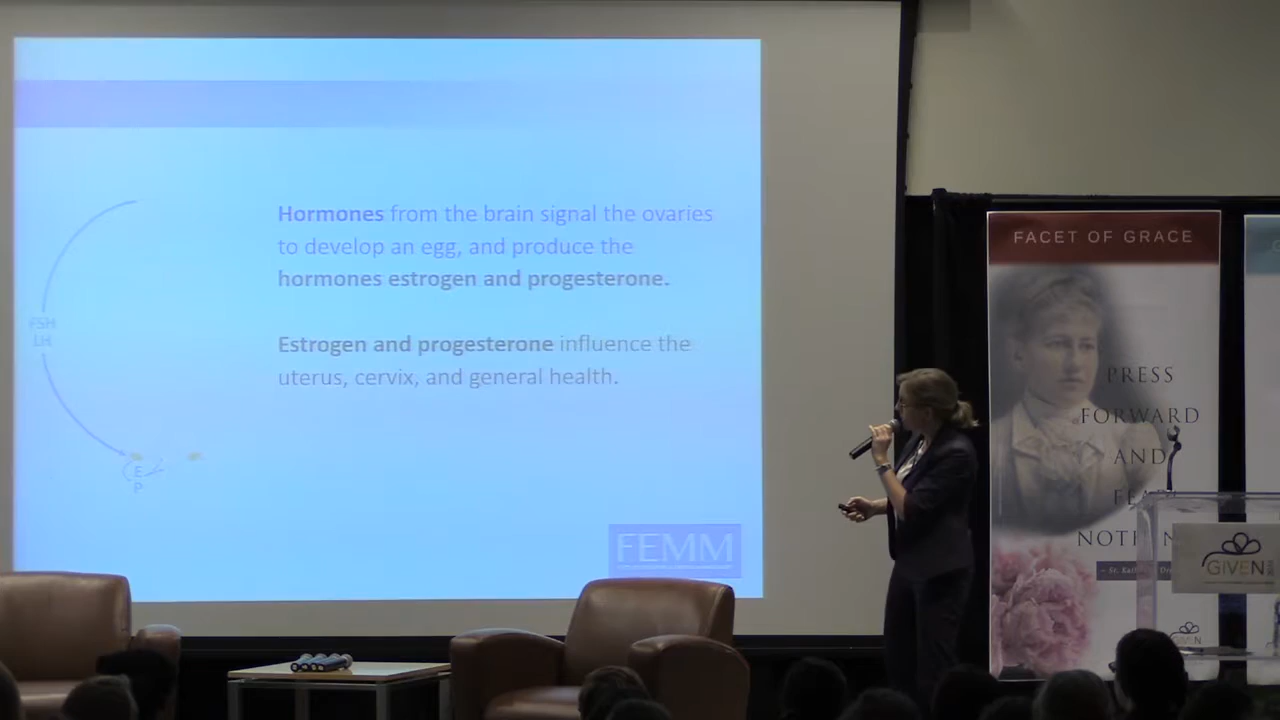 Hormones from the brain signal the ovaries
to develop an egg, and produce the
hormones estrogen and progesterone.
Estrogen and progesterone influence the
uterus, cervix, and general health.
FSH
LH
E
P
FEMM
FACET OF GRACE
PRESS
FORWARD
AND
GIVEN
GIVEN